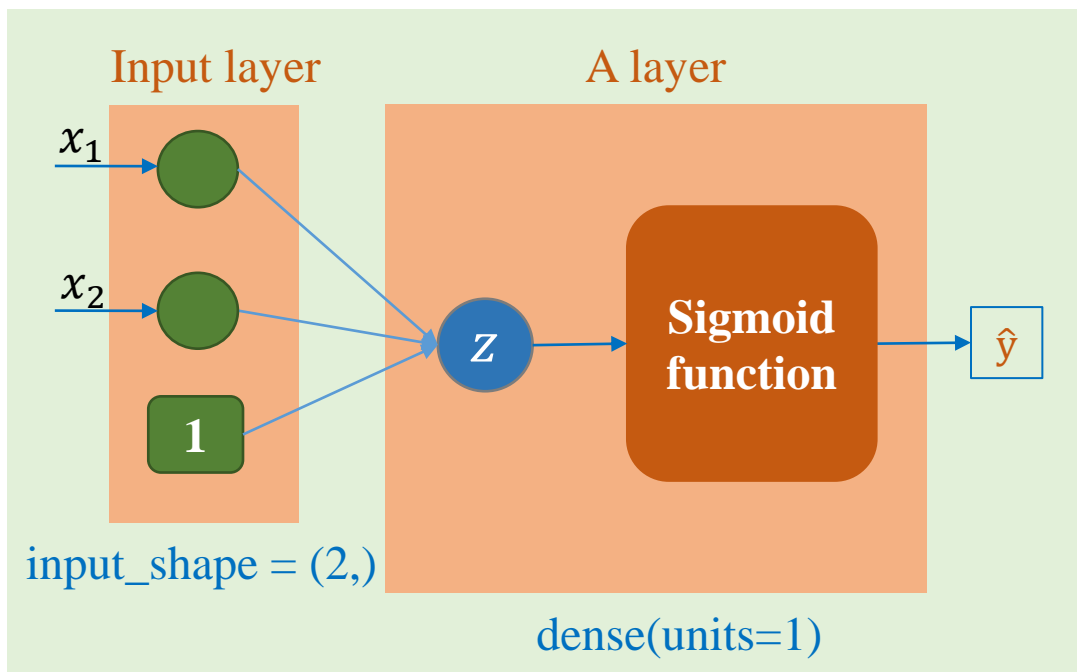 Input layer
A layer
x₁
x₂
1
z
Sigmoid
function
ŷ
input_shape = (2,)
dense(units=1)